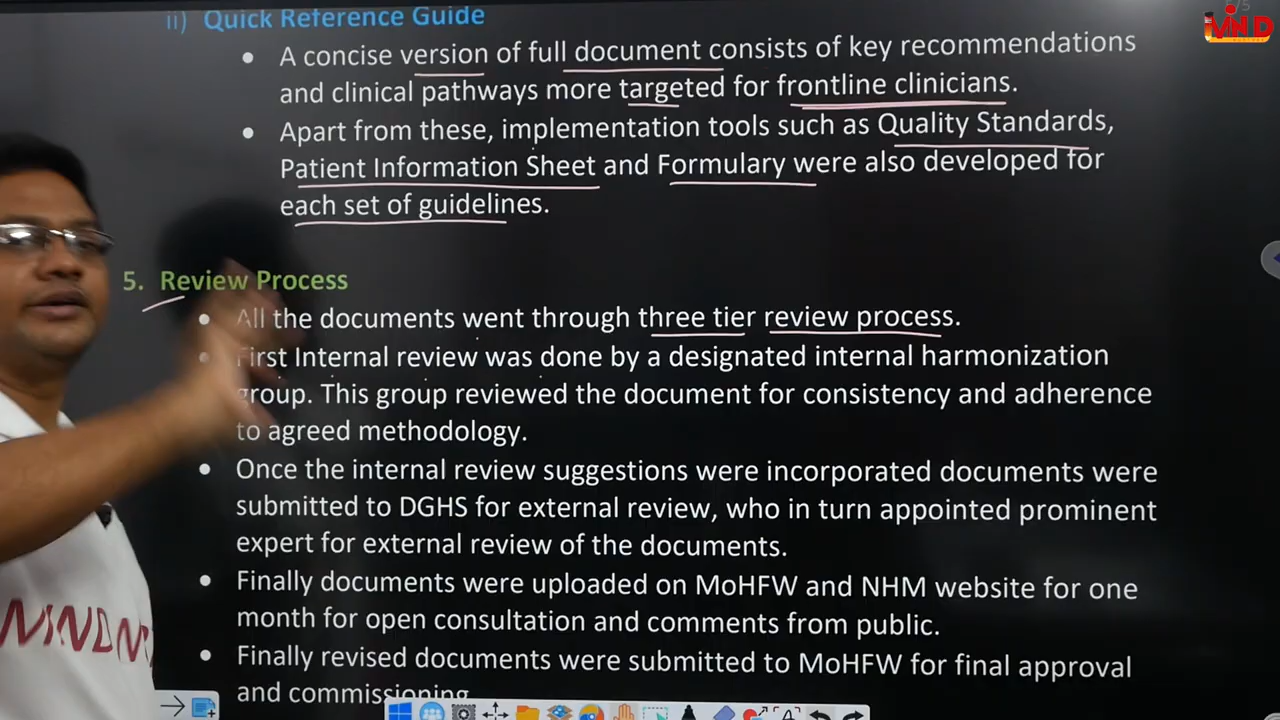 /5
ii) Quick Reference Guide
• A concise version of full document consists of key recommendations
and clinical pathways more targeted for frontline clinicians.
• Apart from these, implementation tools such as Quality Standards,
Patient Information Sheet and Formulary were also developed for
each set of guidelines.
5. Review Process
• All the documents went through three tier review process.
• First Internal review was done by a designated internal harmonization
group. This group reviewed the document for consistency and adherence
to agreed methodology.
• Once the internal review suggestions were incorporated documents were
submitted to DGHS for external review, who in turn appointed prominent
expert for external review of the documents.
• Finally documents were uploaded on MoHFW and NHM website for one
month for open consultation and comments from public.
• Finally revised documents were submitted to MoHFW for final approval
and commissioning